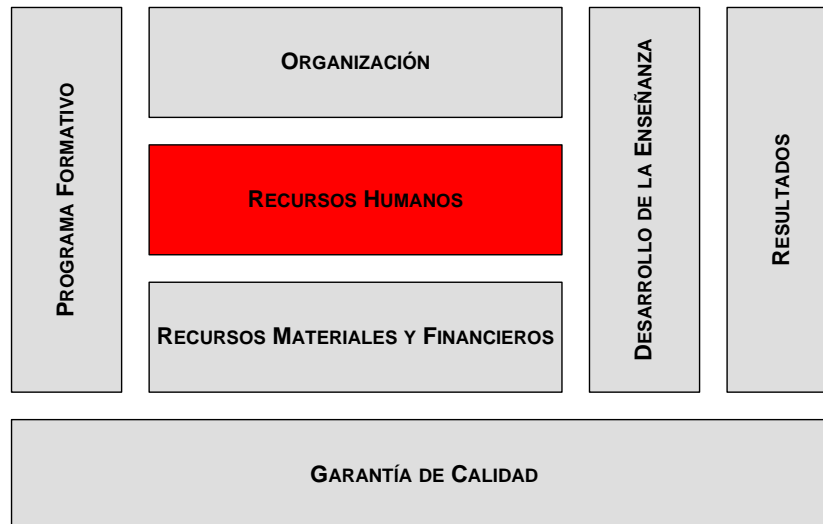 PROGRAMA FORMATIVO
ORGANIZACIÓN
RECURSOS HUMANOS
RECURSOS MATERIALES Y FINANCIEROS
DESARROLLO DE LA ENSEÑANZA
RESULTADOS
GARANTÍA DE CALIDAD